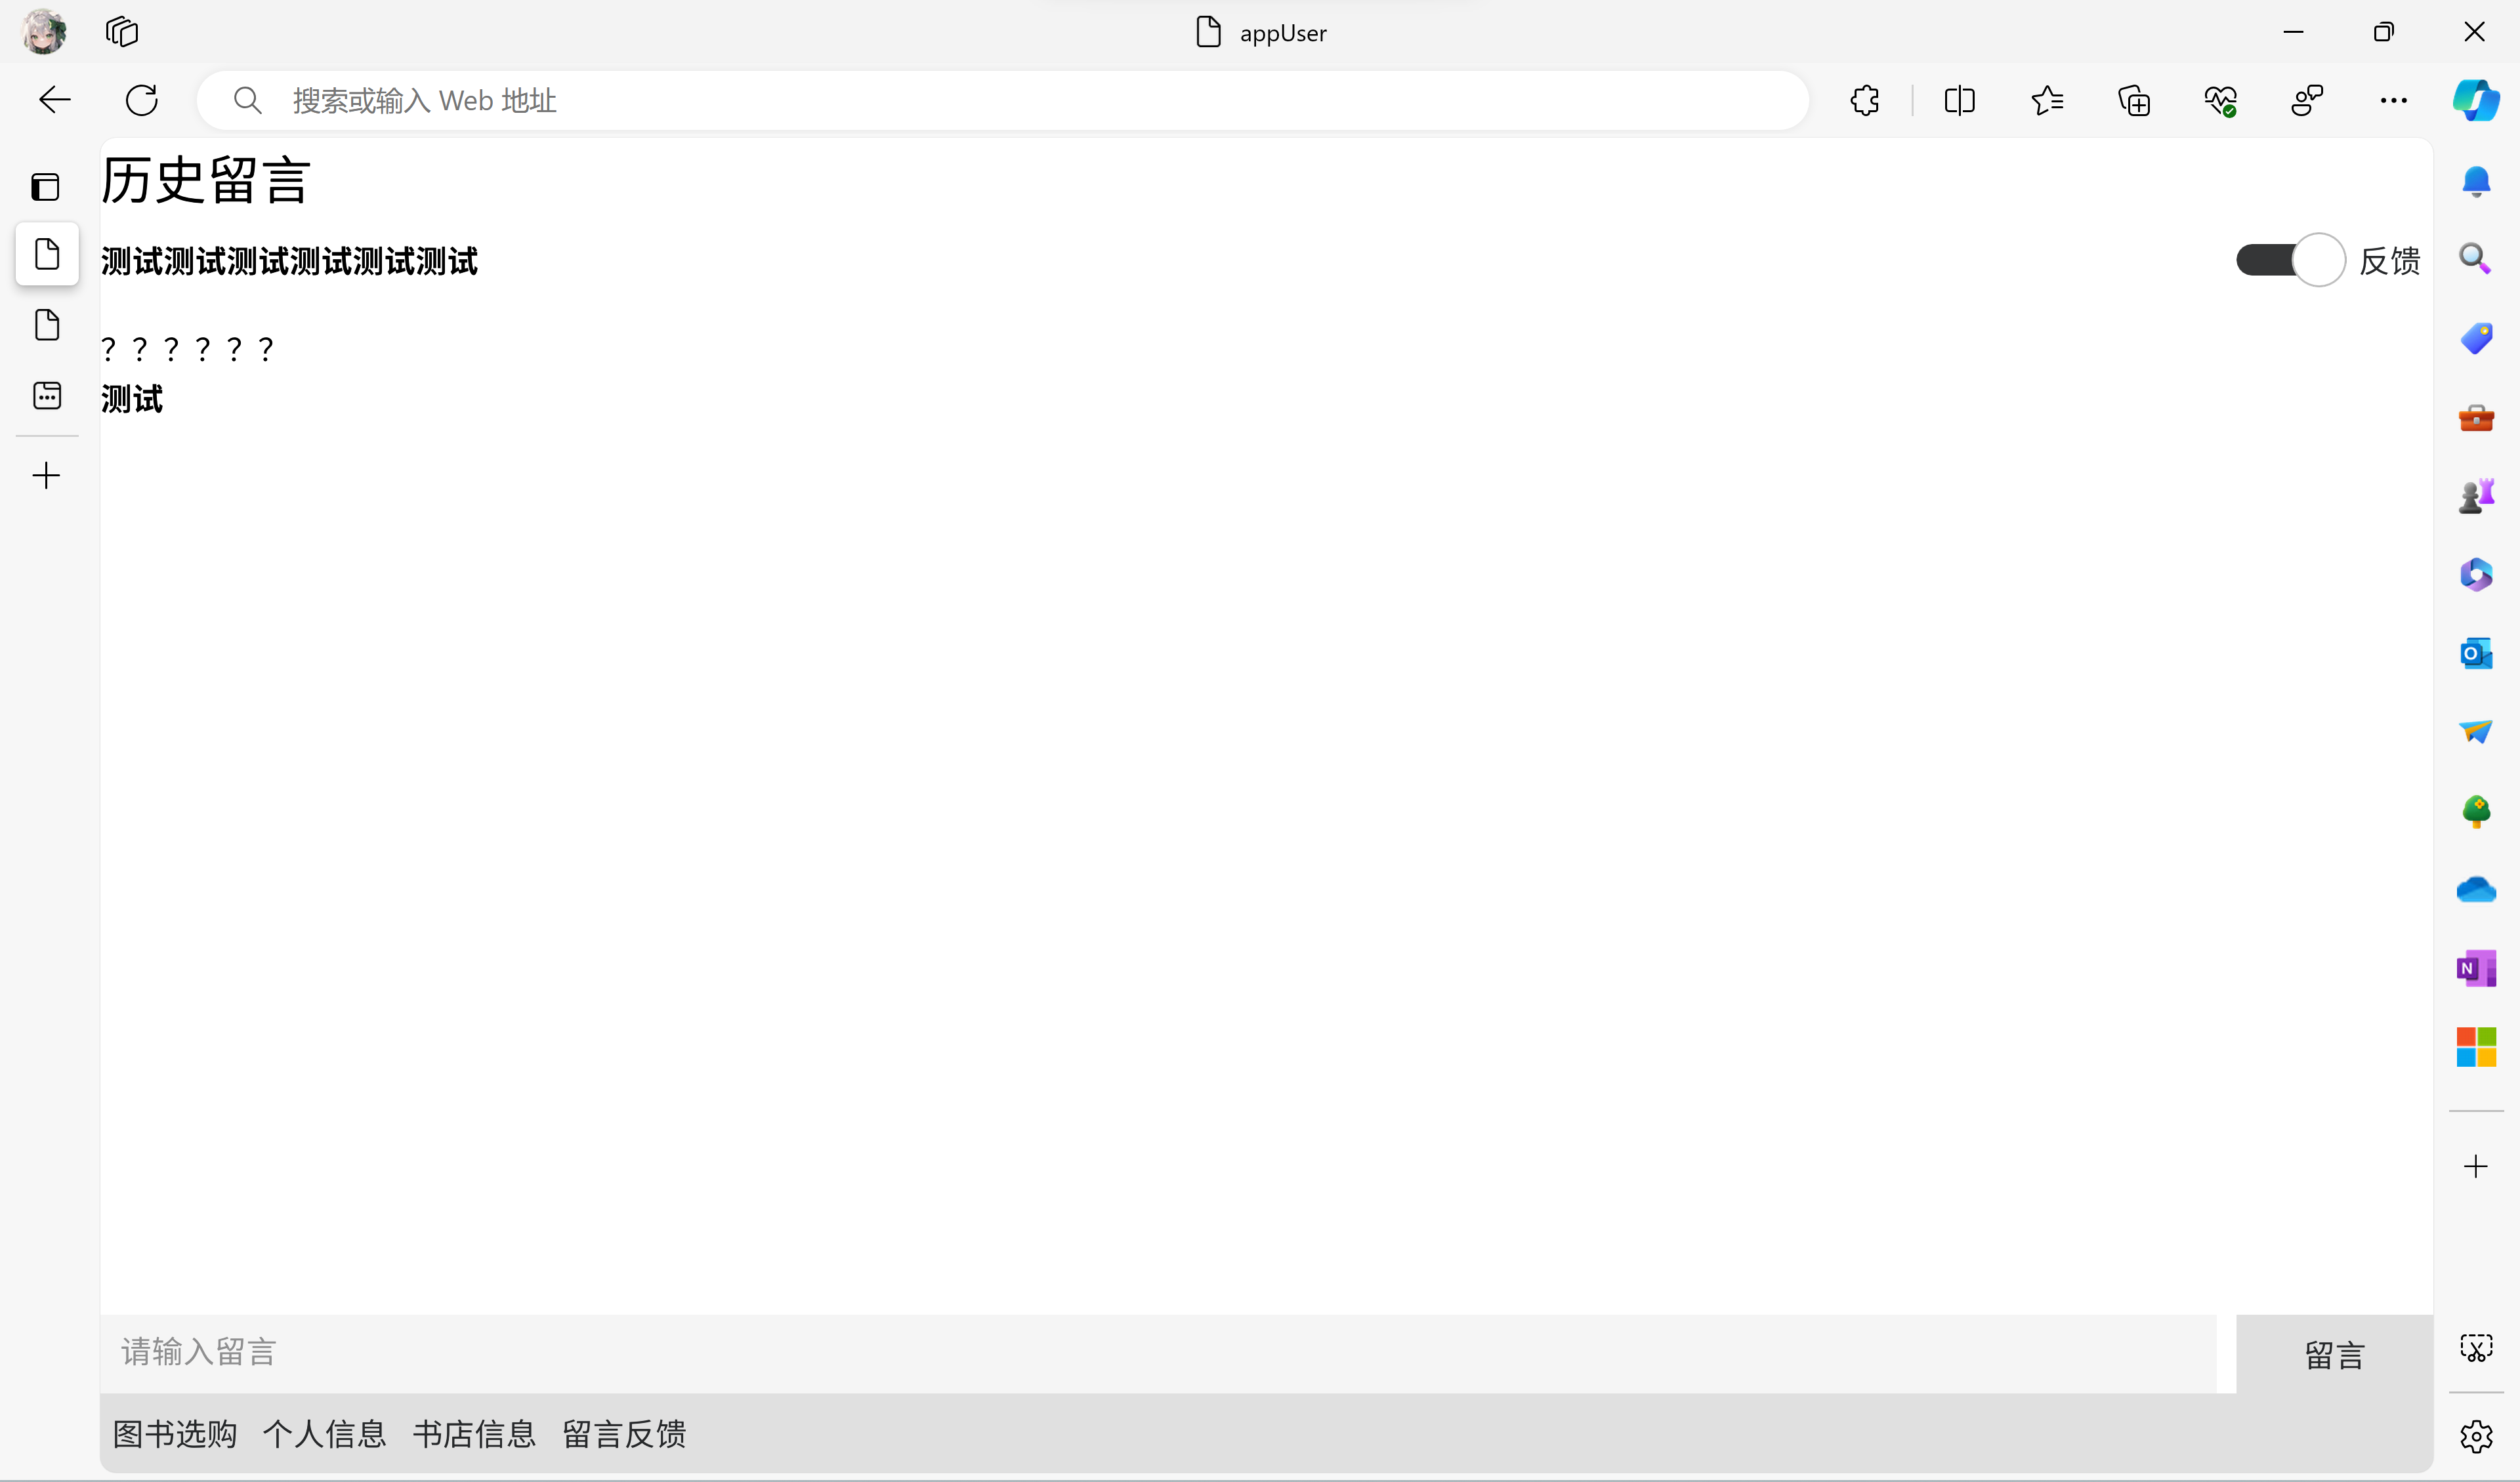 appUser
搜索或输入 Web 地址
历史留言
测试测试测试测试测试测试
反馈
？？？？？？
测试
请输入留言
留言
图书选购 个人信息 书店信息 留言反馈